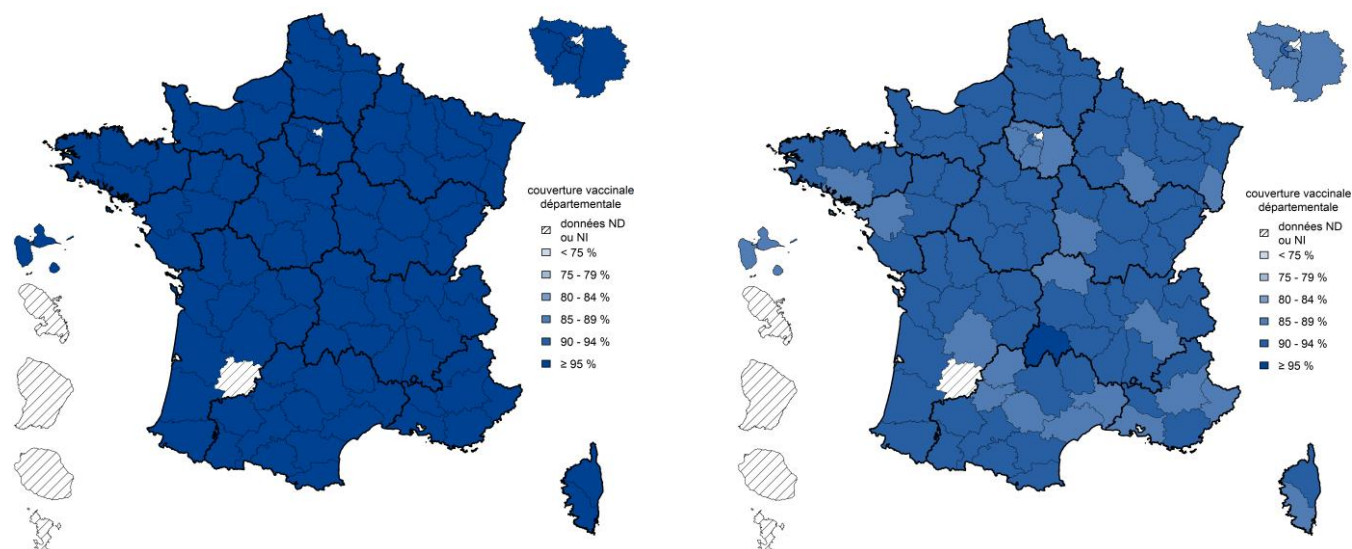 couverture vaccinale
départementale
données ND
ou NI
< 75 %
75 - 79 %
80 - 84 %
85 - 89 %
90 - 94 %
≥ 95 %
couverture vaccinale
départementale
données ND
ou NI
< 75 %
75 - 79 %
80 - 84 %
85 - 89 %
90 - 94 %
≥ 95 %